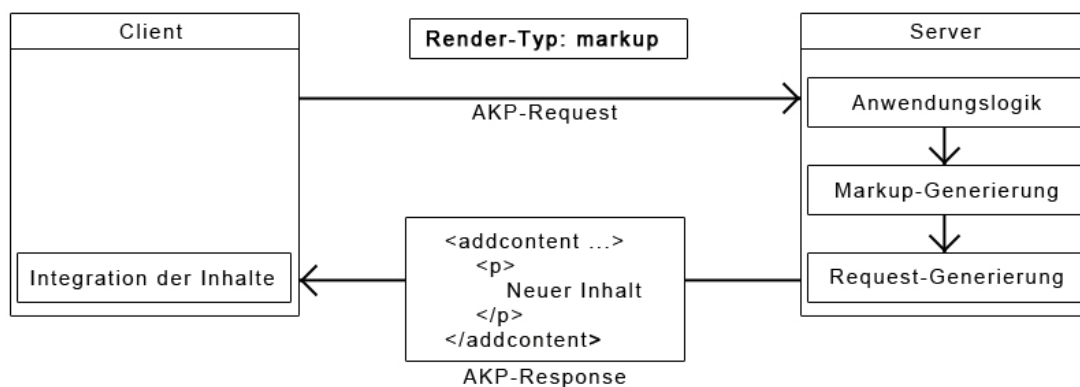 Client
Render-Typ: markup
Server
AKP-Request
Anwendungslogik
Markup-Generierung
<addcontent ...>
<p>
Neuer Inhalt
</p>
</addcontent>
Integration der Inhalte
Request-Generierung
AKP-Response